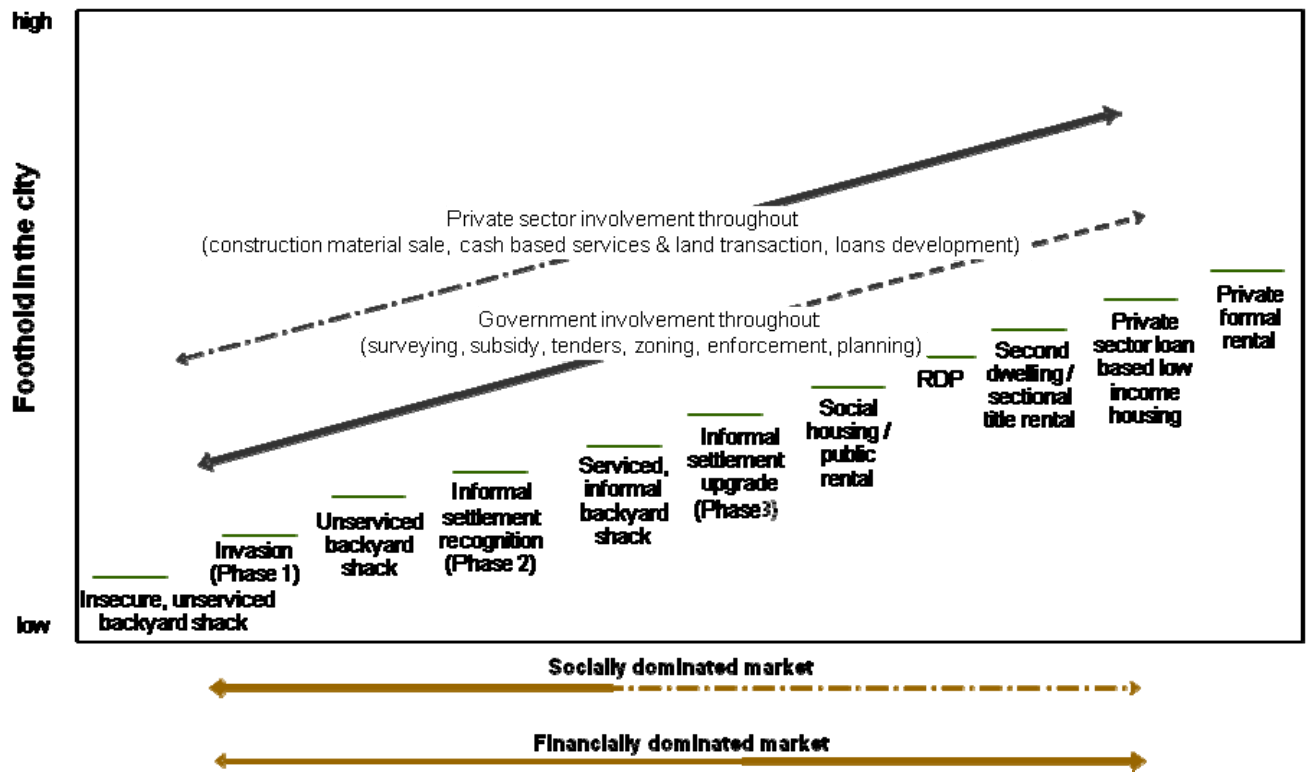 high
Foothold in the city
low
Private sector involvement throughout
(construction material sale, cash based services & land transaction, loans development)
Government involvement throughout
(surveying, subsidy, tenders, zoning, enforcement, planning)
Insecure, unserviced
backyard shack
Invasion
(Phase 1)
Unserviced
backyard
shack
Informal
settlement
recognition
(Phase 2)
Serviced,
informal
backyard
shack
Informal
settlement
upgrade
(Phase3)
Social
housing /
public
rental
RDP
Second
dwelling /
sectional
title rental
Private
sector loan
based low
income
housing
Private
formal
rental
Socially dominated market
Financially dominated market